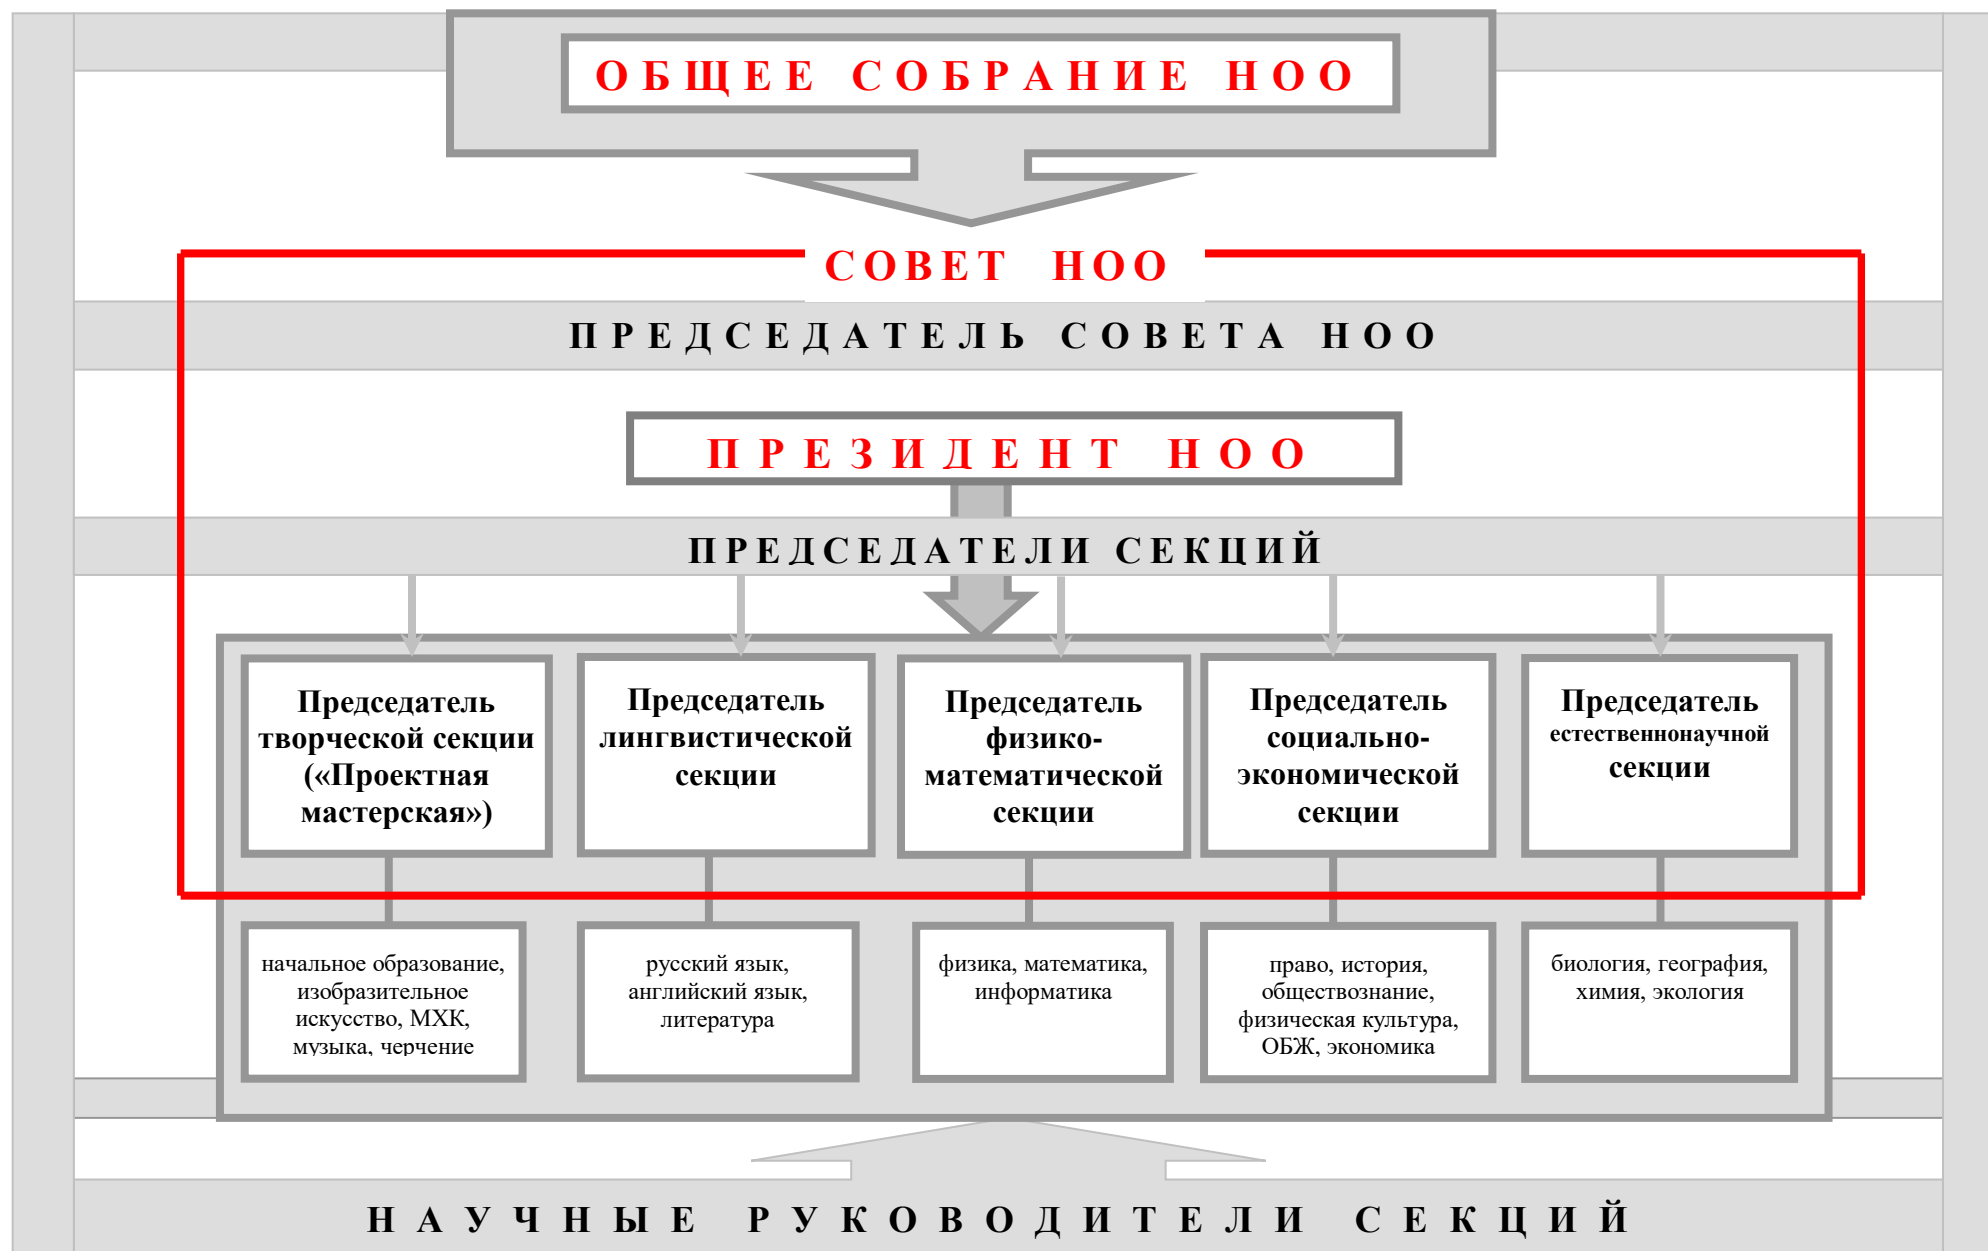 ОБЩЕЕ СОБРАНИЕ НОО
СОВЕТ НОО
ПРЕДСЕДАТЕЛЬ СОВЕТА НОО
ПРЕЗИДЕНТ НОО
ПРЕДСЕДАТЕЛИ СЕКЦИЙ
Председатель
творческой секции
(«Проектная
мастерская»)
Председатель
лингвистической
секции
Председатель
физико-
математической
секции
Председатель
социально-
экономической
секции
Председатель
естественнонаучной
секции
начальное образование,
изобразительное
искусство, МХК,
музыка, черчение
русский язык,
английский язык,
литература
физика, математика,
информатика
право, история,
обществознание,
физическая культура,
ОБЖ, экономика
биология, география,
химия, экология
НАУЧНЫЕ РУКОВОДИТЕЛИ СЕКЦИЙ